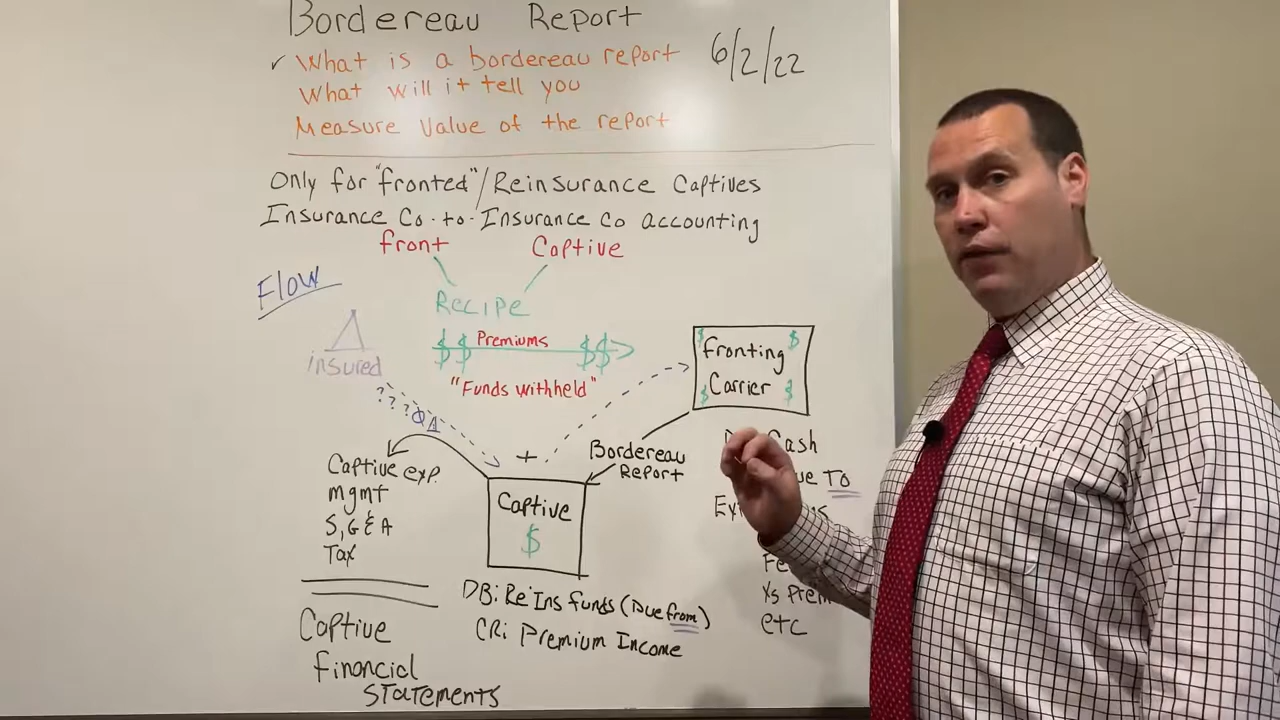 Bordereau Report
6/2/22
✓ What is a bordereau report
What will it tell you
Measure Value of the report
Only for "fronted"/Reinsurance Captives
Insurance Co-to-Insurance co accounting
front
Captive
Flow
Recipe
insured
$$ Premiums $$
"Funds withheld"
$ $
Fronting
Carrier
$ $
? ? ?
+
Bordereau
Report
Cash
TO
Captive exp.
mgmt
S,G&A
Tax
Captive
$
Xs Prem
etc
DB: Re Ins funds (Due from)
CR: Premium Income
Captive
financial
Statements